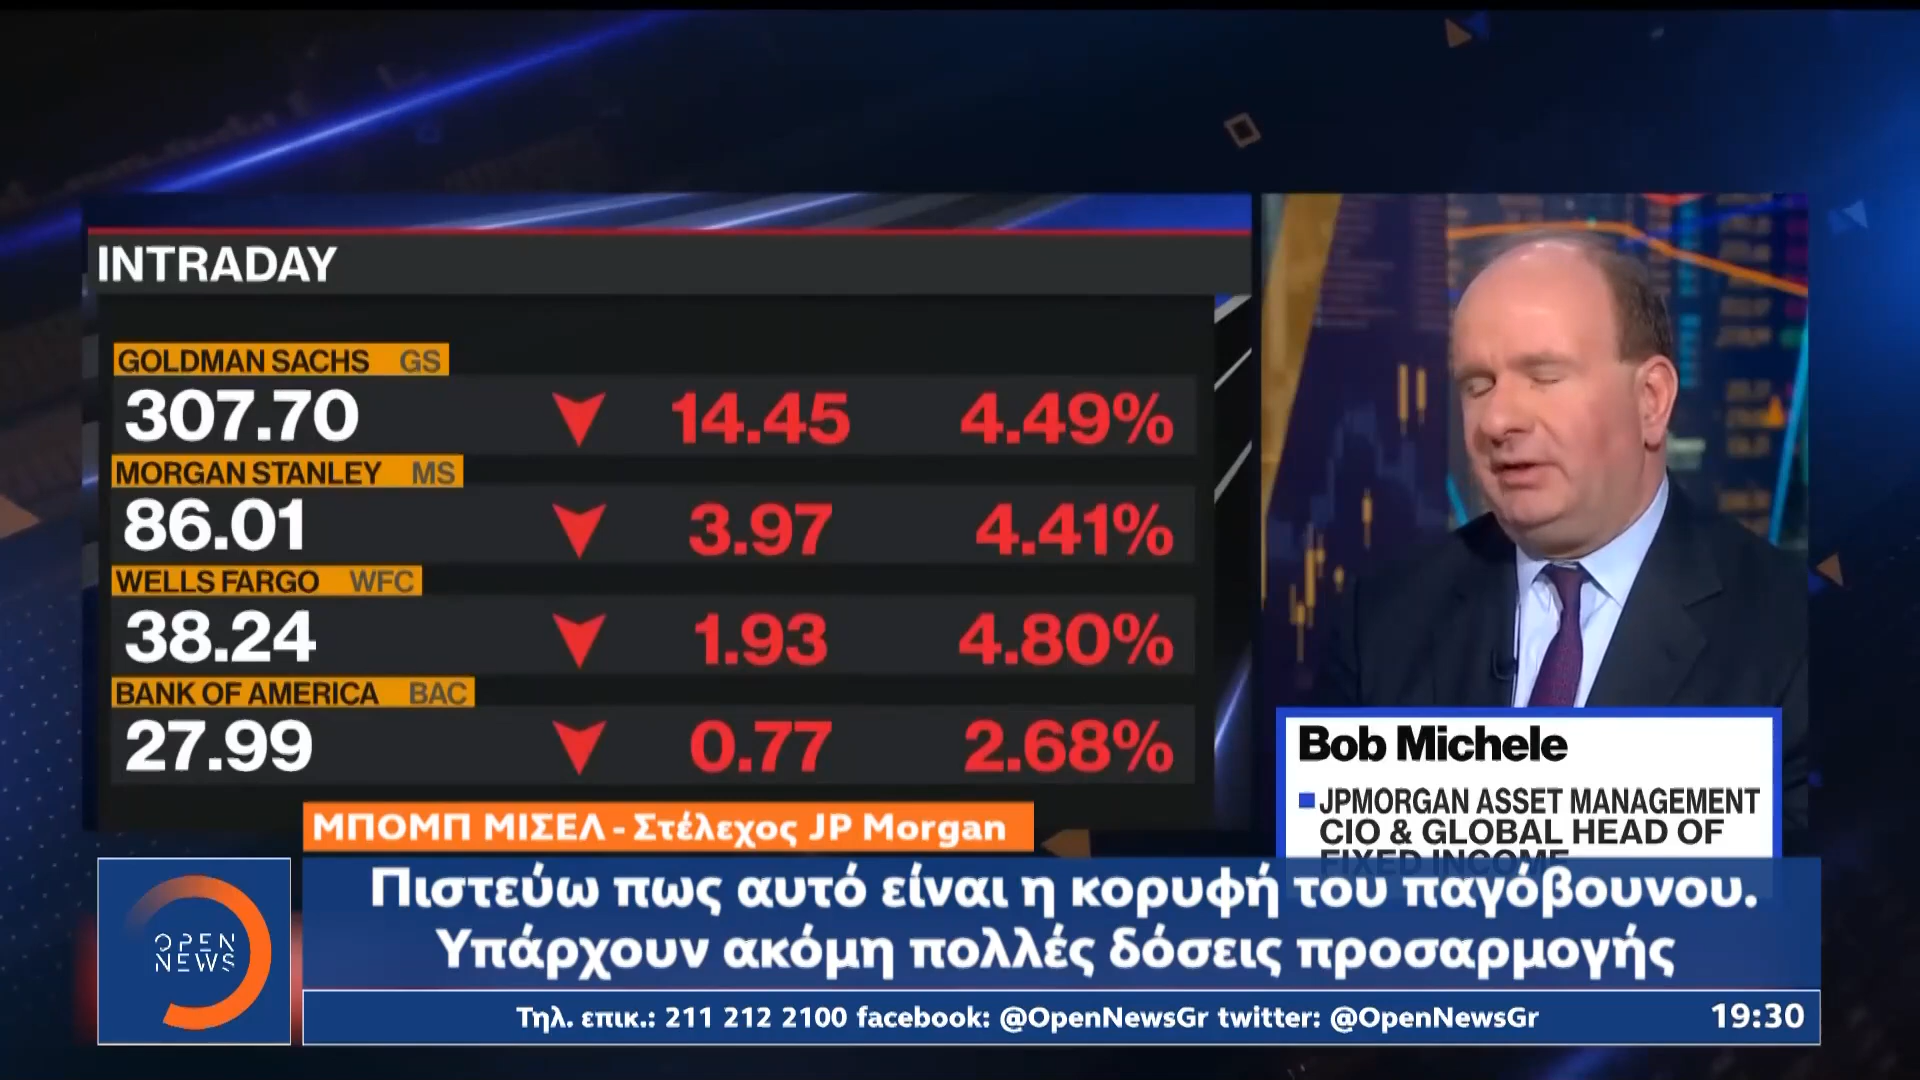 INTRADAY
GOLDMAN SACHS GS
307.70 14.45 4.49%
MORGAN STANLEY MS
86.01 3.97 4.41%
WELLS FARGO WFC
38.24 1.93 4.80%
BANK OF AMERICA BAC
27.99 0.77 2.68%
Bob Michele
JPMORGAN ASSET MANAGEMENT
CIO & GLOBAL HEAD OF
FIXED INCOME
ΜΠΟΜΠ ΜΙΣΕΛ - Στέλεχος JP Morgan
Πιστεύω πως αυτό είναι η κορυφή του παγόβουνου.
Υπάρχουν ακόμη πολλές δόσεις προσαρμογής
OPEN
NEWS
Τηλ. επικ.: 211 212 2100 facebook: @OpenNewsGr twitter: @OpenNewsGr 19:30